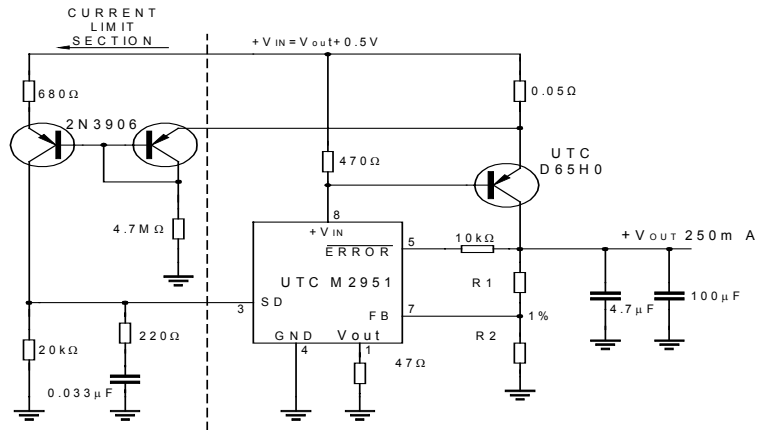 CURRENT
LIMIT
SECTION
+VIN=Vout+0.5V
680Ω
0.05Ω
2N3906
UTC
D65H0
470Ω
4.7MΩ
8
+VIN
ERROR
5
10kΩ
+VOUT 250m A
UTC M2951
R1
4.7μF
100μF
3
SD
FB
7
1%
220Ω
20kΩ
GND
Vout
R2
4
1
47Ω
0.033μF